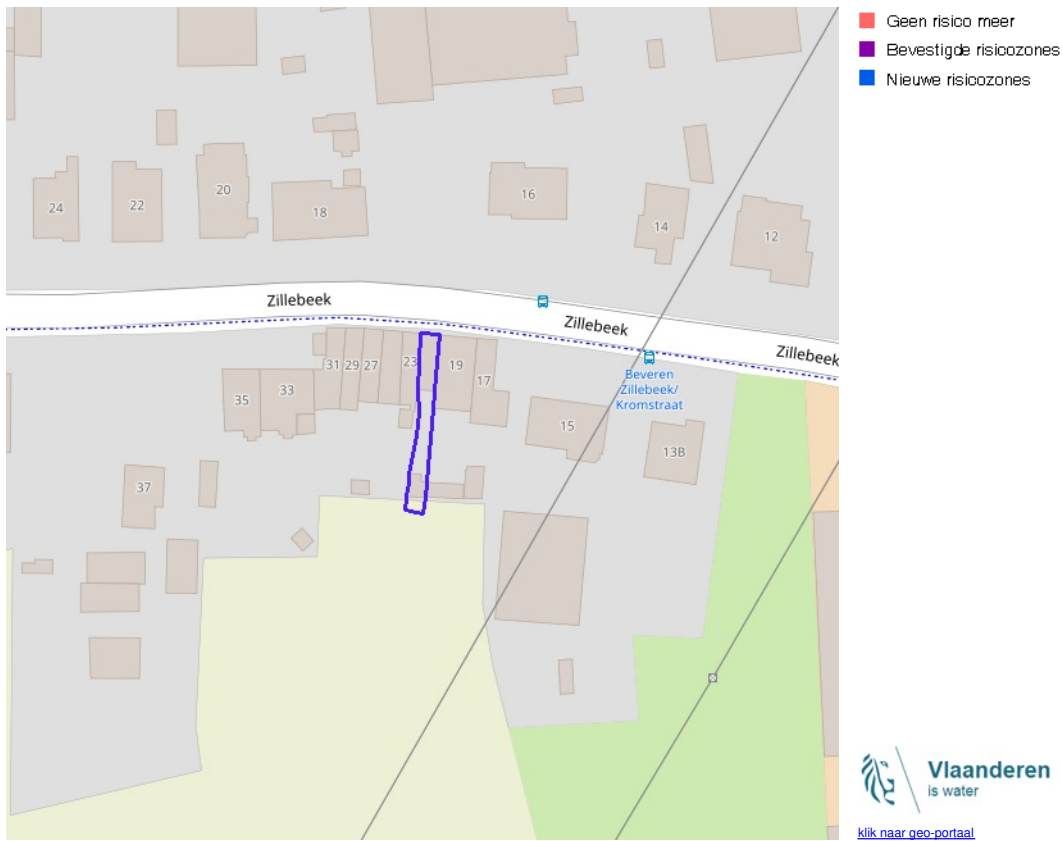 Geen risico meer
Bevestigde risicozones
Nieuwe risicozones
24
22
20
18
16
14
12
Zillebeek
Zillebeek
Zillebeek
31
29
27
23
19
17
35
33
Beveren
Zillebeek/
Kromstraat
15
13B
37
Vlaanderen
is water
klik naar geo-portaal